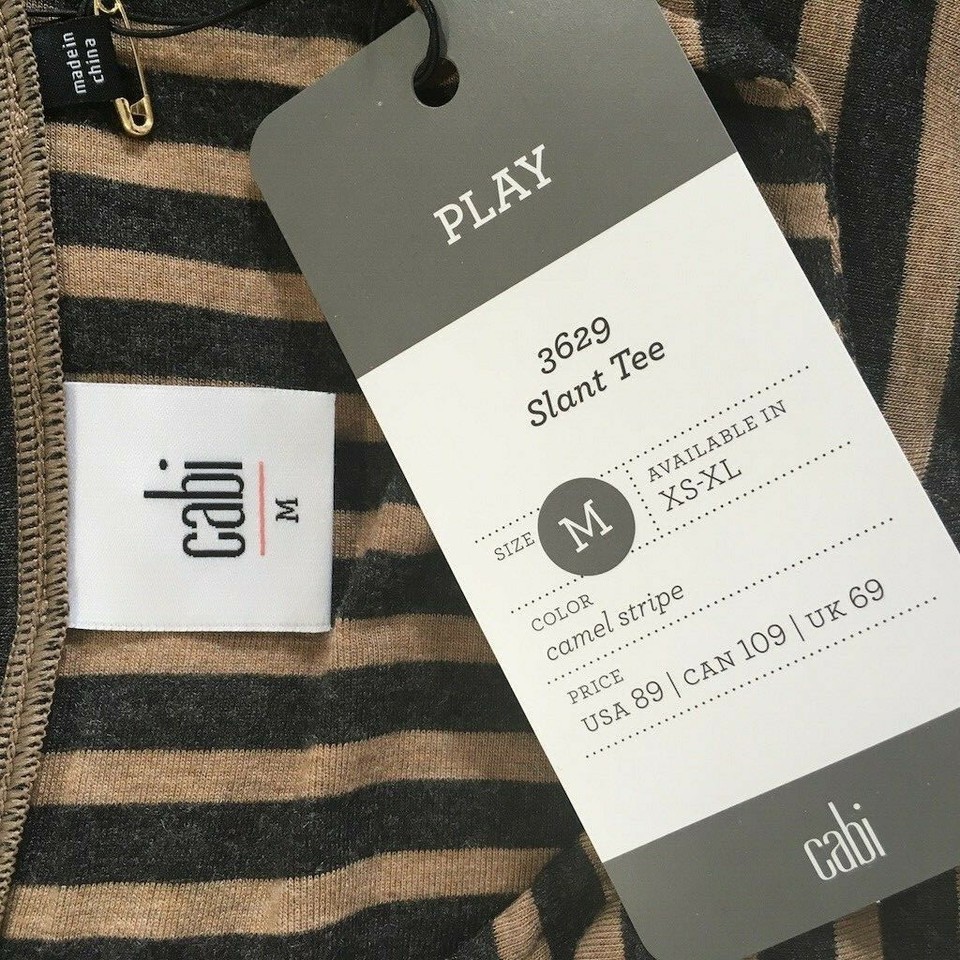 made in
china
cabi
M
PLAY
3629
Slant Tee
SIZE M
AVAILABLE IN
XS-XL
COLOR
camel stripe
PRICE
USA 89 | CAN 109 | UK 69
cabi